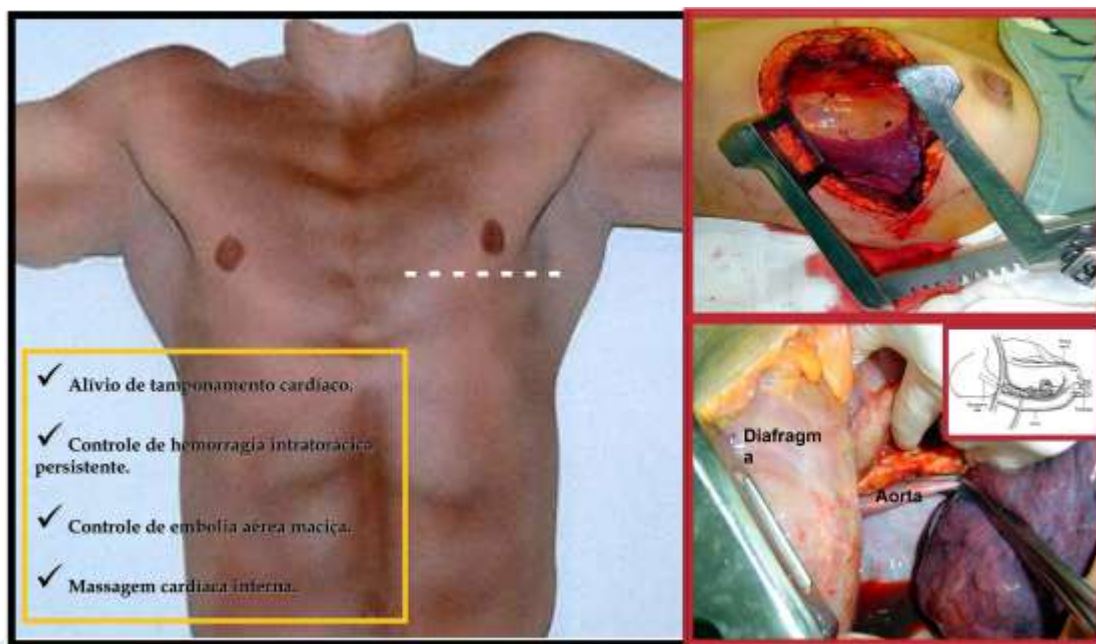 ✓ Alívio de tamponamento cardíaco.
✓ Controle de hemorragia intratorácica
persistente.
✓ Controle de embolia aérea maciça.
✓ Massagem cardíaca interna.
Diafragm
a
Aorta